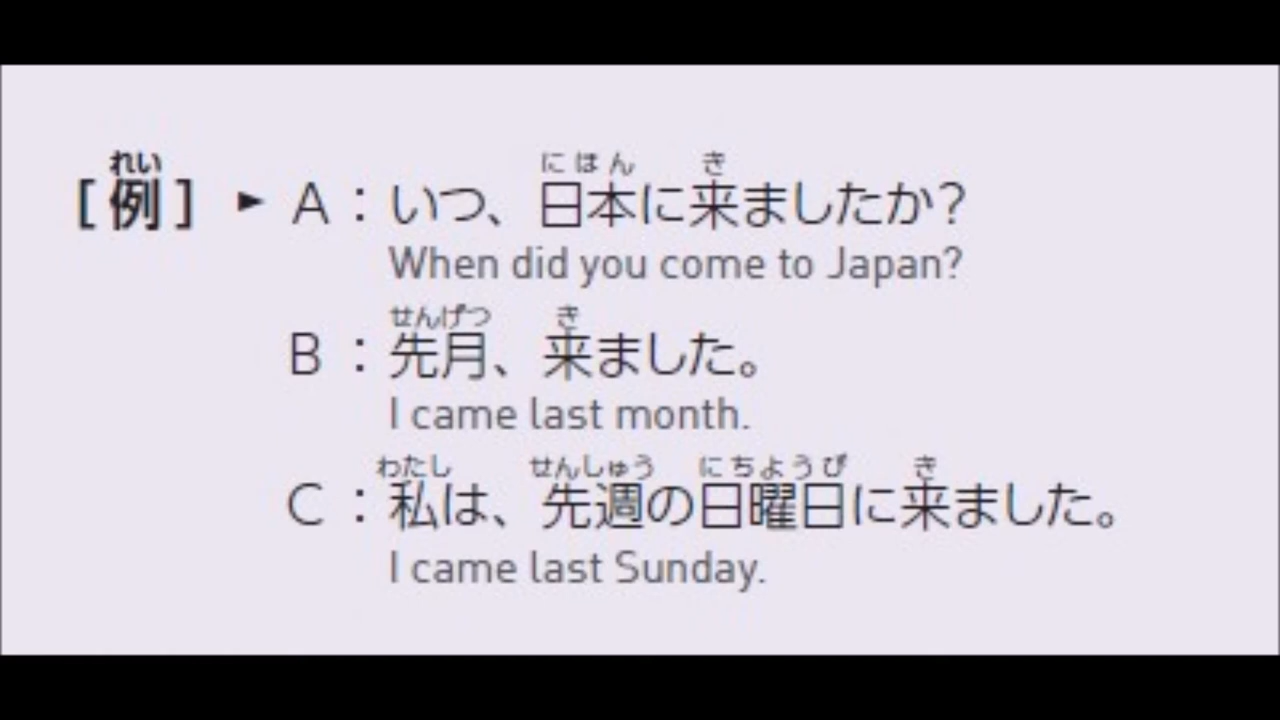 れい にほん き
[例] ► A：いつ、日本に来ましたか？
When did you come to Japan?
せんげつ き
B：先月、来ました。
I came last month.
わたし せんしゅう にちようび き
C：私は、先週の日曜日に来ました。
I came last Sunday.